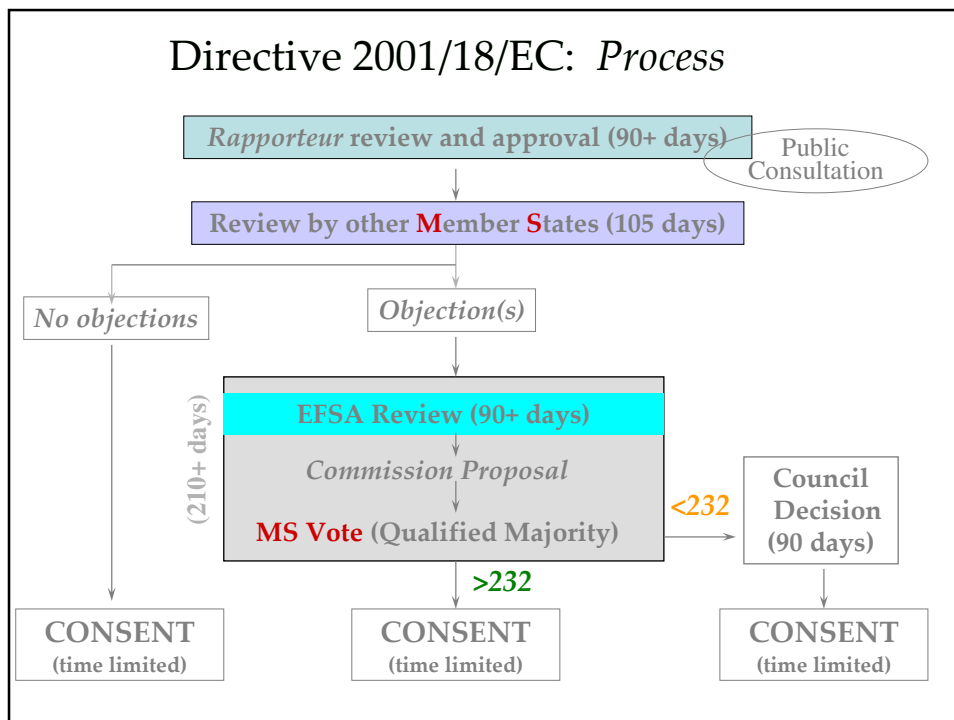 Directive 2001/18/EC: Process
Rapporteur review and approval (90+ days)
Public
Consultation
Review by other Member States (105 days)
No objections
Objection(s)
(210+ days)
EFSA Review (90+ days)
Commission Proposal
MS Vote (Qualified Majority)
<232
Council
Decision
(90 days)
>232
CONSENT
(time limited)
CONSENT
(time limited)
CONSENT
(time limited)